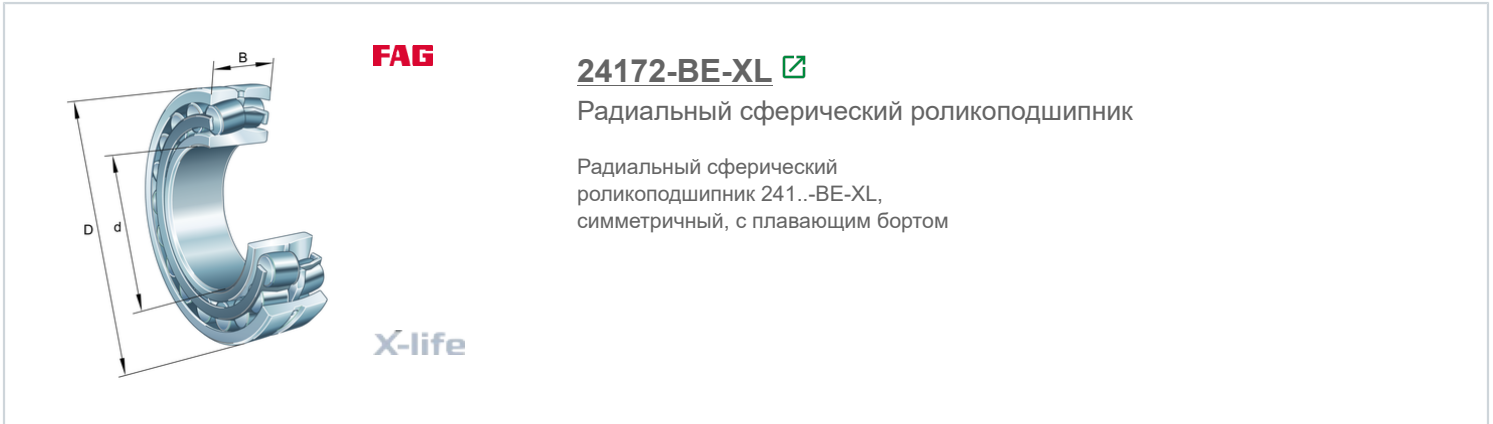 B
FAG
D
d
X-life
24172-BE-XL
Радиальный сферический роликоподшипник
Радиальный сферический
роликоподшипник 241..-BE-XL,
симметричный, с плавающим бортом